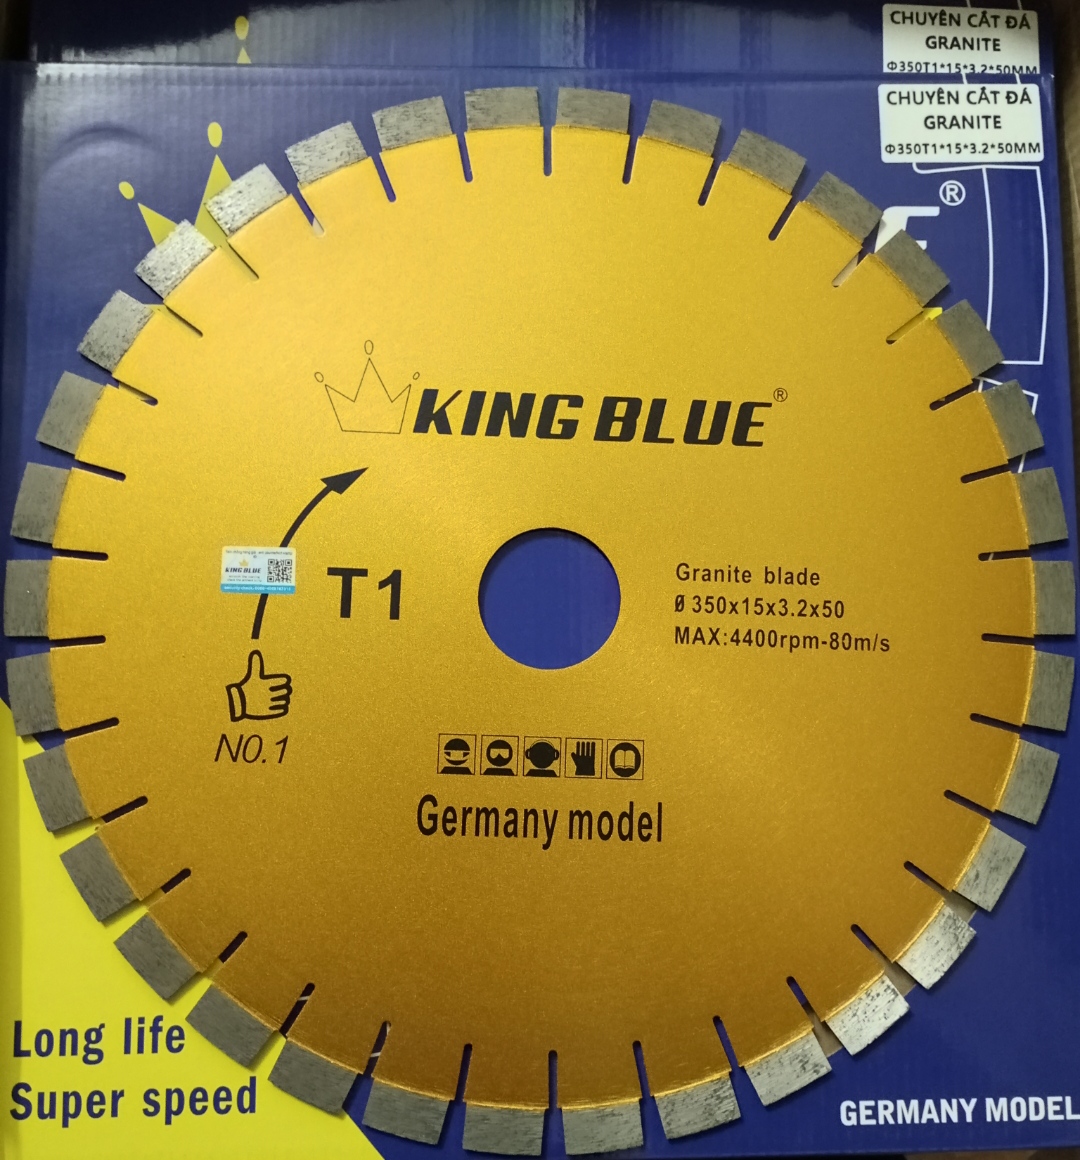 CHUYÊN CẮT ĐÁ
GRANITE
Φ350T1*15*3.2*50MM
CHUYÊN CẮT ĐÁ
GRANITE
Φ350T1*15*3.2*50MM
®
KING BLUE®
KING BLUE
T1
Granite blade
Ø 350x15x3.2x50
MAX:4400rpm-80m/s
NO.1
Germany model
Long life
Super speed
GERMANY MODEL